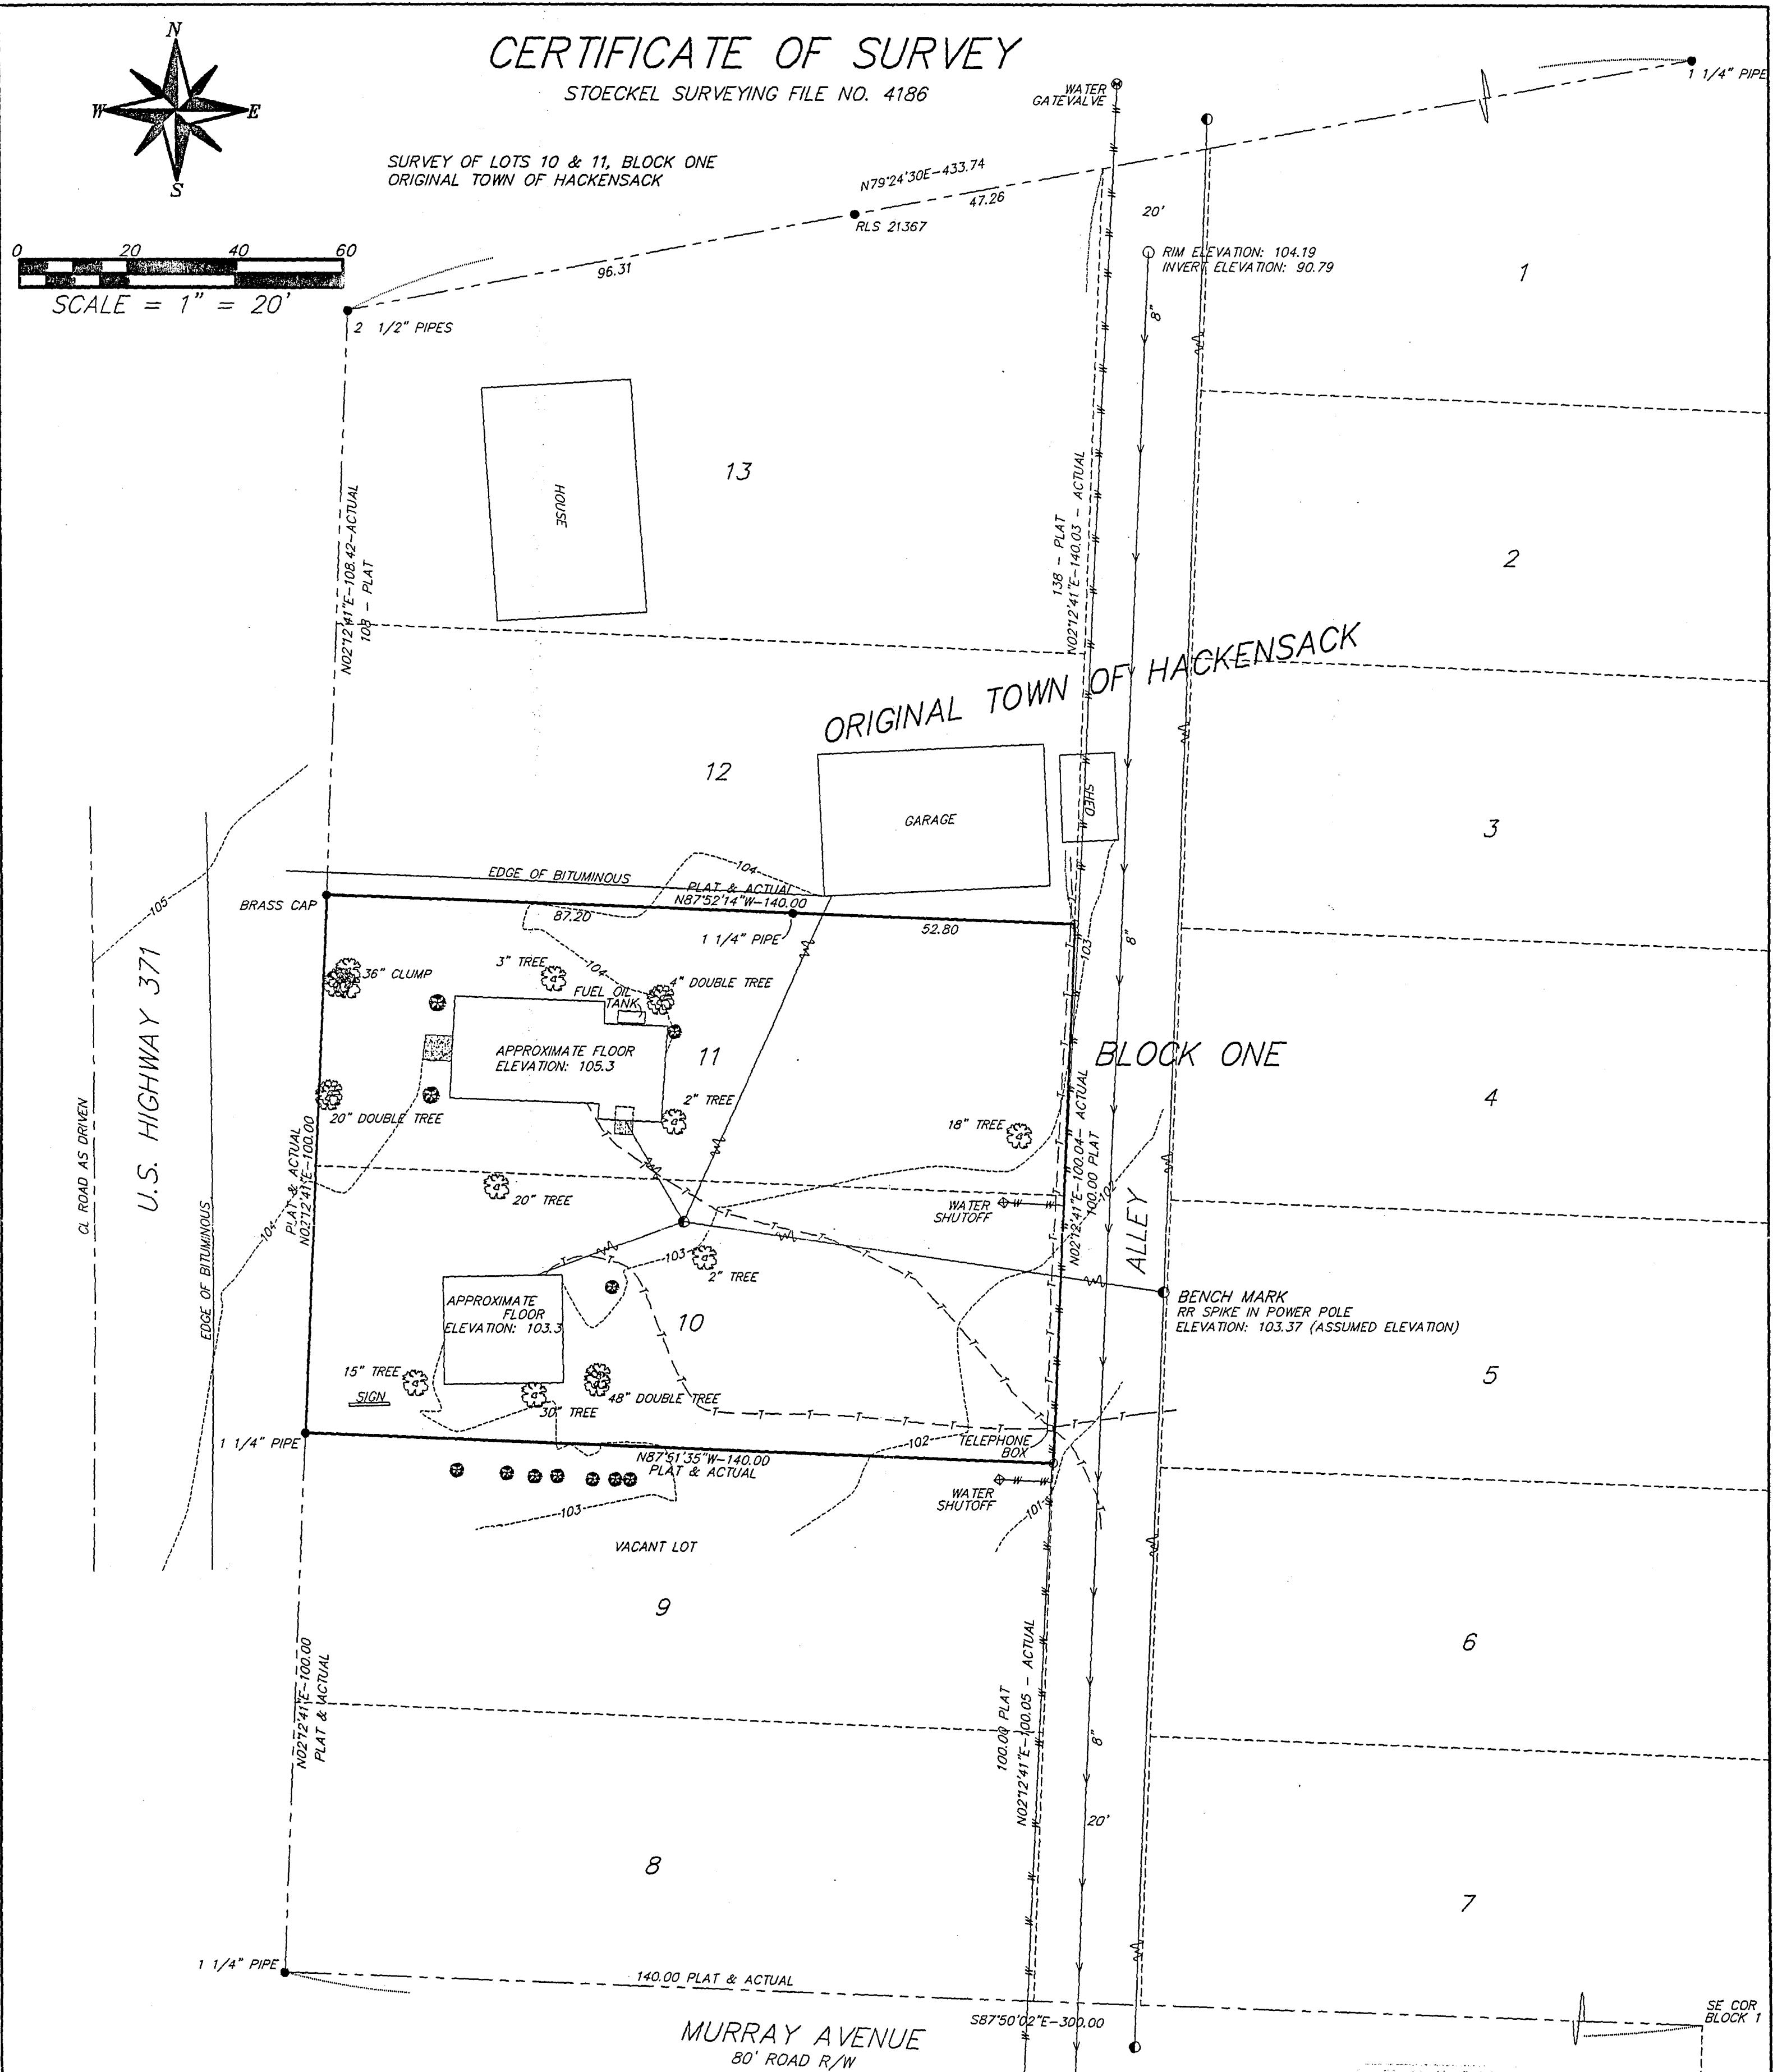 N
W
E
S
CERTIFICATE OF SURVEY
STOECKEL SURVEYING FILE NO. 4186
SURVEY OF LOTS 10 & 11, BLOCK ONE
ORIGINAL TOWN OF HACKENSACK
0 20 40 60
SCALE = 1" = 20'
WATER
GATEVALVE
1 1/4" PIPE
N79°24'30E-433.74
47.26
RLS 21367
96.31
2 1/2" PIPES
20'
RIM ELEVATION: 104.19
INVERT ELEVATION: 90.79
8"
1
HOUSE
13
N02°12'41"E-108.42-ACTUAL
108 - PLAT
138 - PLAT
N02°12'41"E-140.03 - ACTUAL
2
ORIGINAL TOWN OF HACKENSACK
12
GARAGE
SHED
3
105
EDGE OF BITUMINOUS
104
PLAT & ACTUAL
N87°52'14"W-140.00
BRASS CAP
87.20
1 1/4" PIPE
52.80
103
8"
36" CLUMP
3" TREE
104
FUEL OIL
TANK
4" DOUBLE TREE
U.S. HIGHWAY 371
CL ROAD AS DRIVEN
EDGE OF BITUMINOUS
APPROXIMATE FLOOR
ELEVATION: 105.3
11
BLOCK ONE
2" TREE
20" DOUBLE TREE
18" TREE
4
PLAT & ACTUAL
N02°12'41"E-100.00
104
20" TREE
WATER
SHUTOFF
N02°12'41"E-100.04- ACTUAL
100.00 PLAT
102
ALLEY
103
2" TREE
BENCH MARK
RR SPIKE IN POWER POLE
ELEVATION: 103.37 (ASSUMED ELEVATION)
APPROXIMATE
FLOOR
ELEVATION: 103.3
10
5
15" TREE
SIGN
30" TREE
48" DOUBLE TREE
1 1/4" PIPE
102
TELEPHONE
BOX
N87°51'35"W-140.00
PLAT & ACTUAL
WATER
SHUTOFF
101
103
VACANT LOT
9
6
N02°12'41"E-100.00
PLAT & ACTUAL
100.00 PLAT
N02°12'41"E-100.05 - ACTUAL
8"
20'
8
7
1 1/4" PIPE
140.00 PLAT & ACTUAL
S87°50'02"E-300.00
SE COR
BLOCK 1
MURRAY AVENUE
80' ROAD R/W